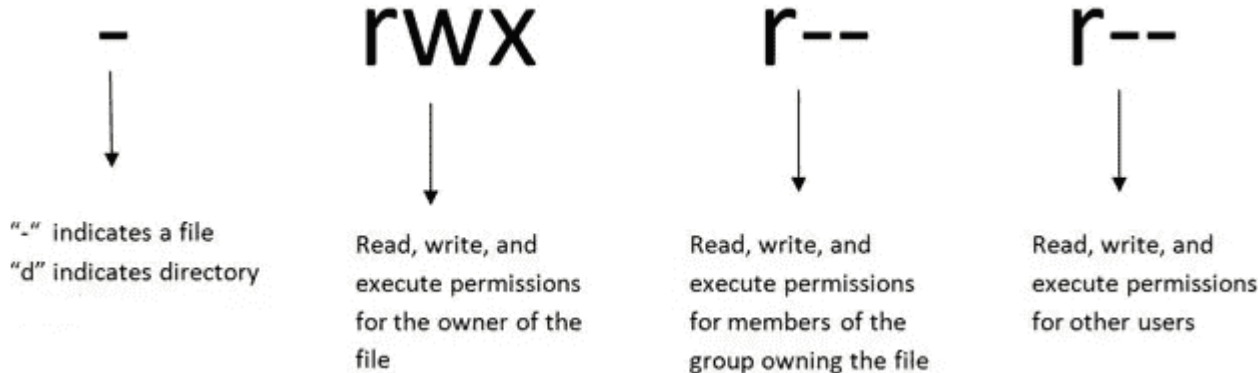 - rwx r-- r--
“-“ indicates a file
“d” indicates directory
Read, write, and
execute permissions
for the owner of the
file
Read, write, and
execute permissions
for members of the
group owning the file
Read, write, and
execute permissions
for other users